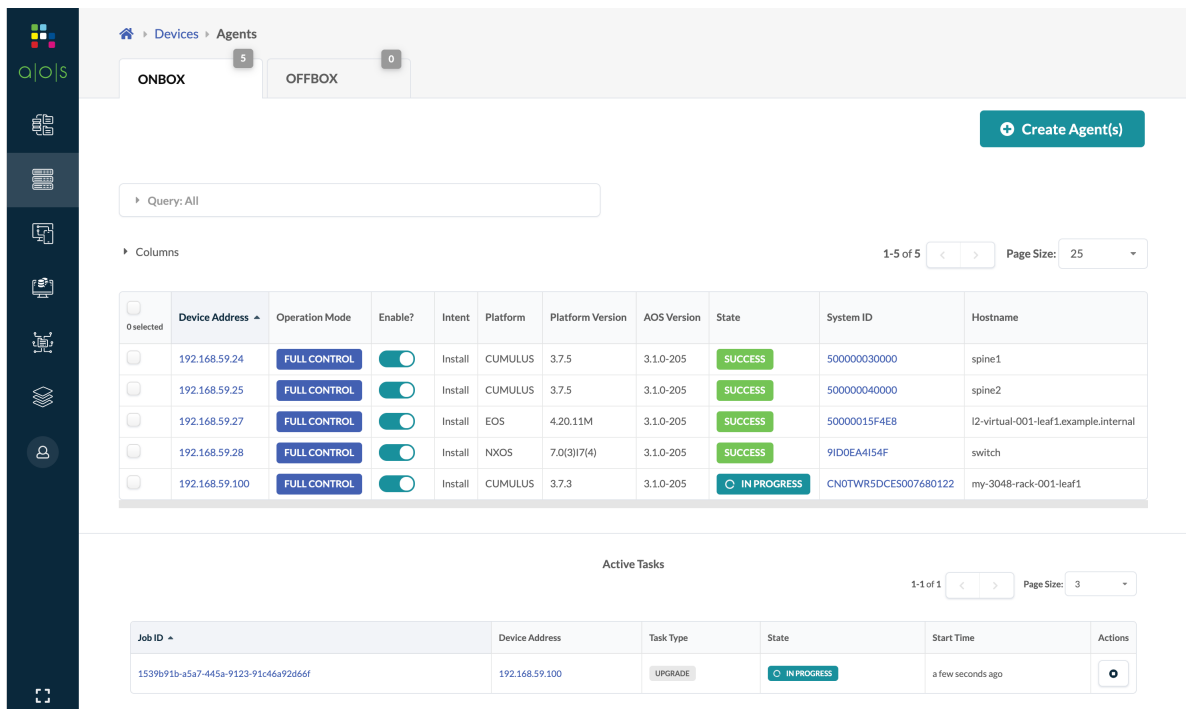 a|o|s
Devices Agents
ONBOX 5
OFFBOX 0
Create Agent(s)
Query: All
Columns
1-5 of 5 Page Size: 25
0 selected Device Address Operation Mode Enable? Intent Platform Platform Version AOS Version State System ID Hostname
192.168.59.24 FULL CONTROL Install CUMULUS 3.7.5 3.1.0-205 SUCCESS 500000030000 spine1
192.168.59.25 FULL CONTROL Install CUMULUS 3.7.5 3.1.0-205 SUCCESS 500000040000 spine2
192.168.59.27 FULL CONTROL Install EOS 4.20.11M 3.1.0-205 SUCCESS 50000015F4E8 l2-virtual-001-leaf1.example.internal
192.168.59.28 FULL CONTROL Install NXOS 7.0(3)I7(4) 3.1.0-205 SUCCESS 9ID0EA4I54F switch
192.168.59.100 FULL CONTROL Install CUMULUS 3.7.3 3.1.0-205 IN PROGRESS CN0TWR5DCES007680122 my-3048-rack-001-leaf1
Active Tasks
1-1 of 1 Page Size: 3
Job ID Device Address Task Type State Start Time Actions
1539b91b-a5a7-445a-9123-91c46a92d66f 192.168.59.100 UPGRADE IN PROGRESS a few seconds ago